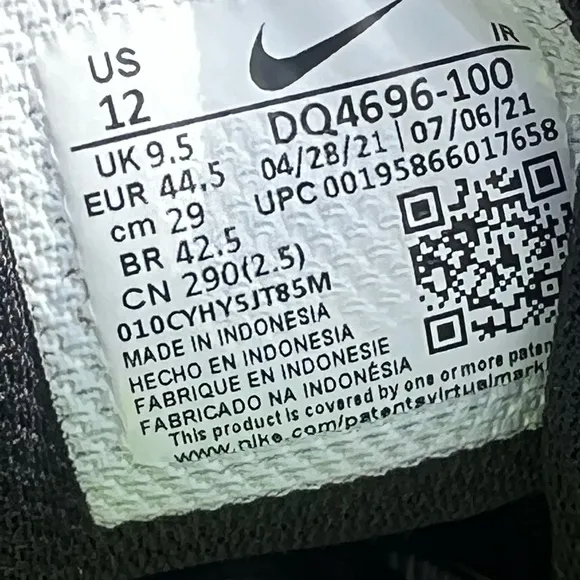 US
12
IR
UK 9.5
EUR 44.5
cm 29
BR 42.5
CN 290(2.5)
DQ4696-100
04/28/21 | 07/06/21
UPC 00195866017658
010CYHY5JT85M
MADE IN INDONESIA
HECHO EN INDONESIA
FABRIQUE EN INDONESIE
FABRICADO NA INDONÉSIA
This product is covered by one or more paten
www.nike.com/patentsvirtualmark